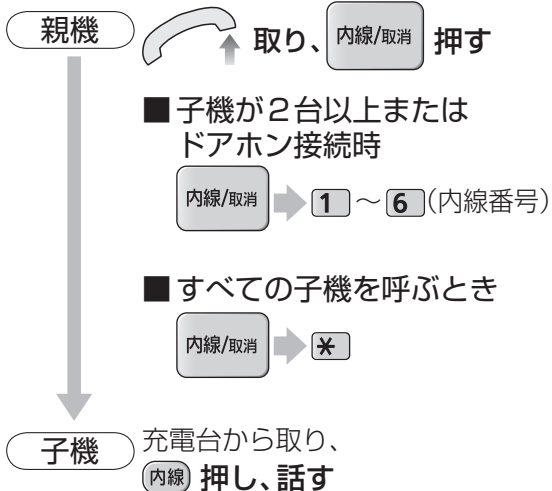 親機 取り、内線/取消 押す
■子機が2台以上または
ドアホン接続時
内線/取消 1～6(内線番号)
■すべての子機を呼ぶとき
内線/取消 *
子機 充電台から取り、
内線 押し、話す